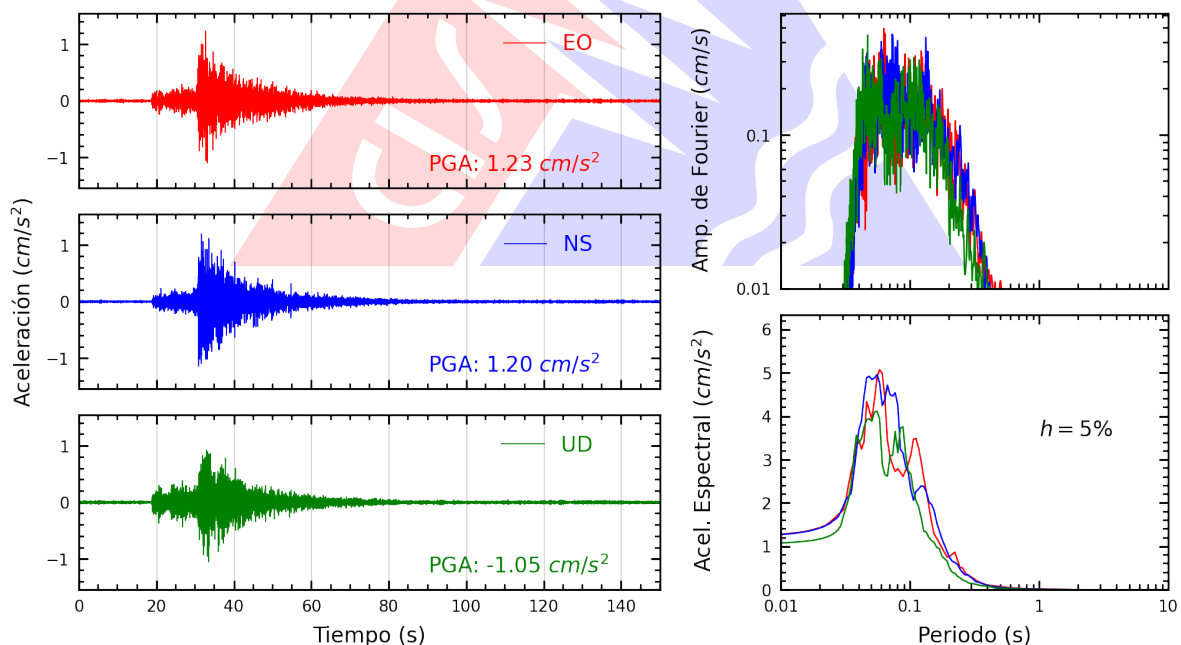 Aceleración (cm/s²)
1
0
−1
EO
PGA: 1.23 cm/s²
1
0
−1
NS
PGA: 1.20 cm/s²
1
0
−1
UD
PGA: -1.05 cm/s²
0 20 40 60 80 100 120 140
Tiempo (s)
Amp. de Fourier (cm/s)
0.1
0.01
Acel. Espectral (cm/s²)
6
5
4
3
2
1
0
h = 5%
0.01 0.1 1 10
Periodo (s)
CIS